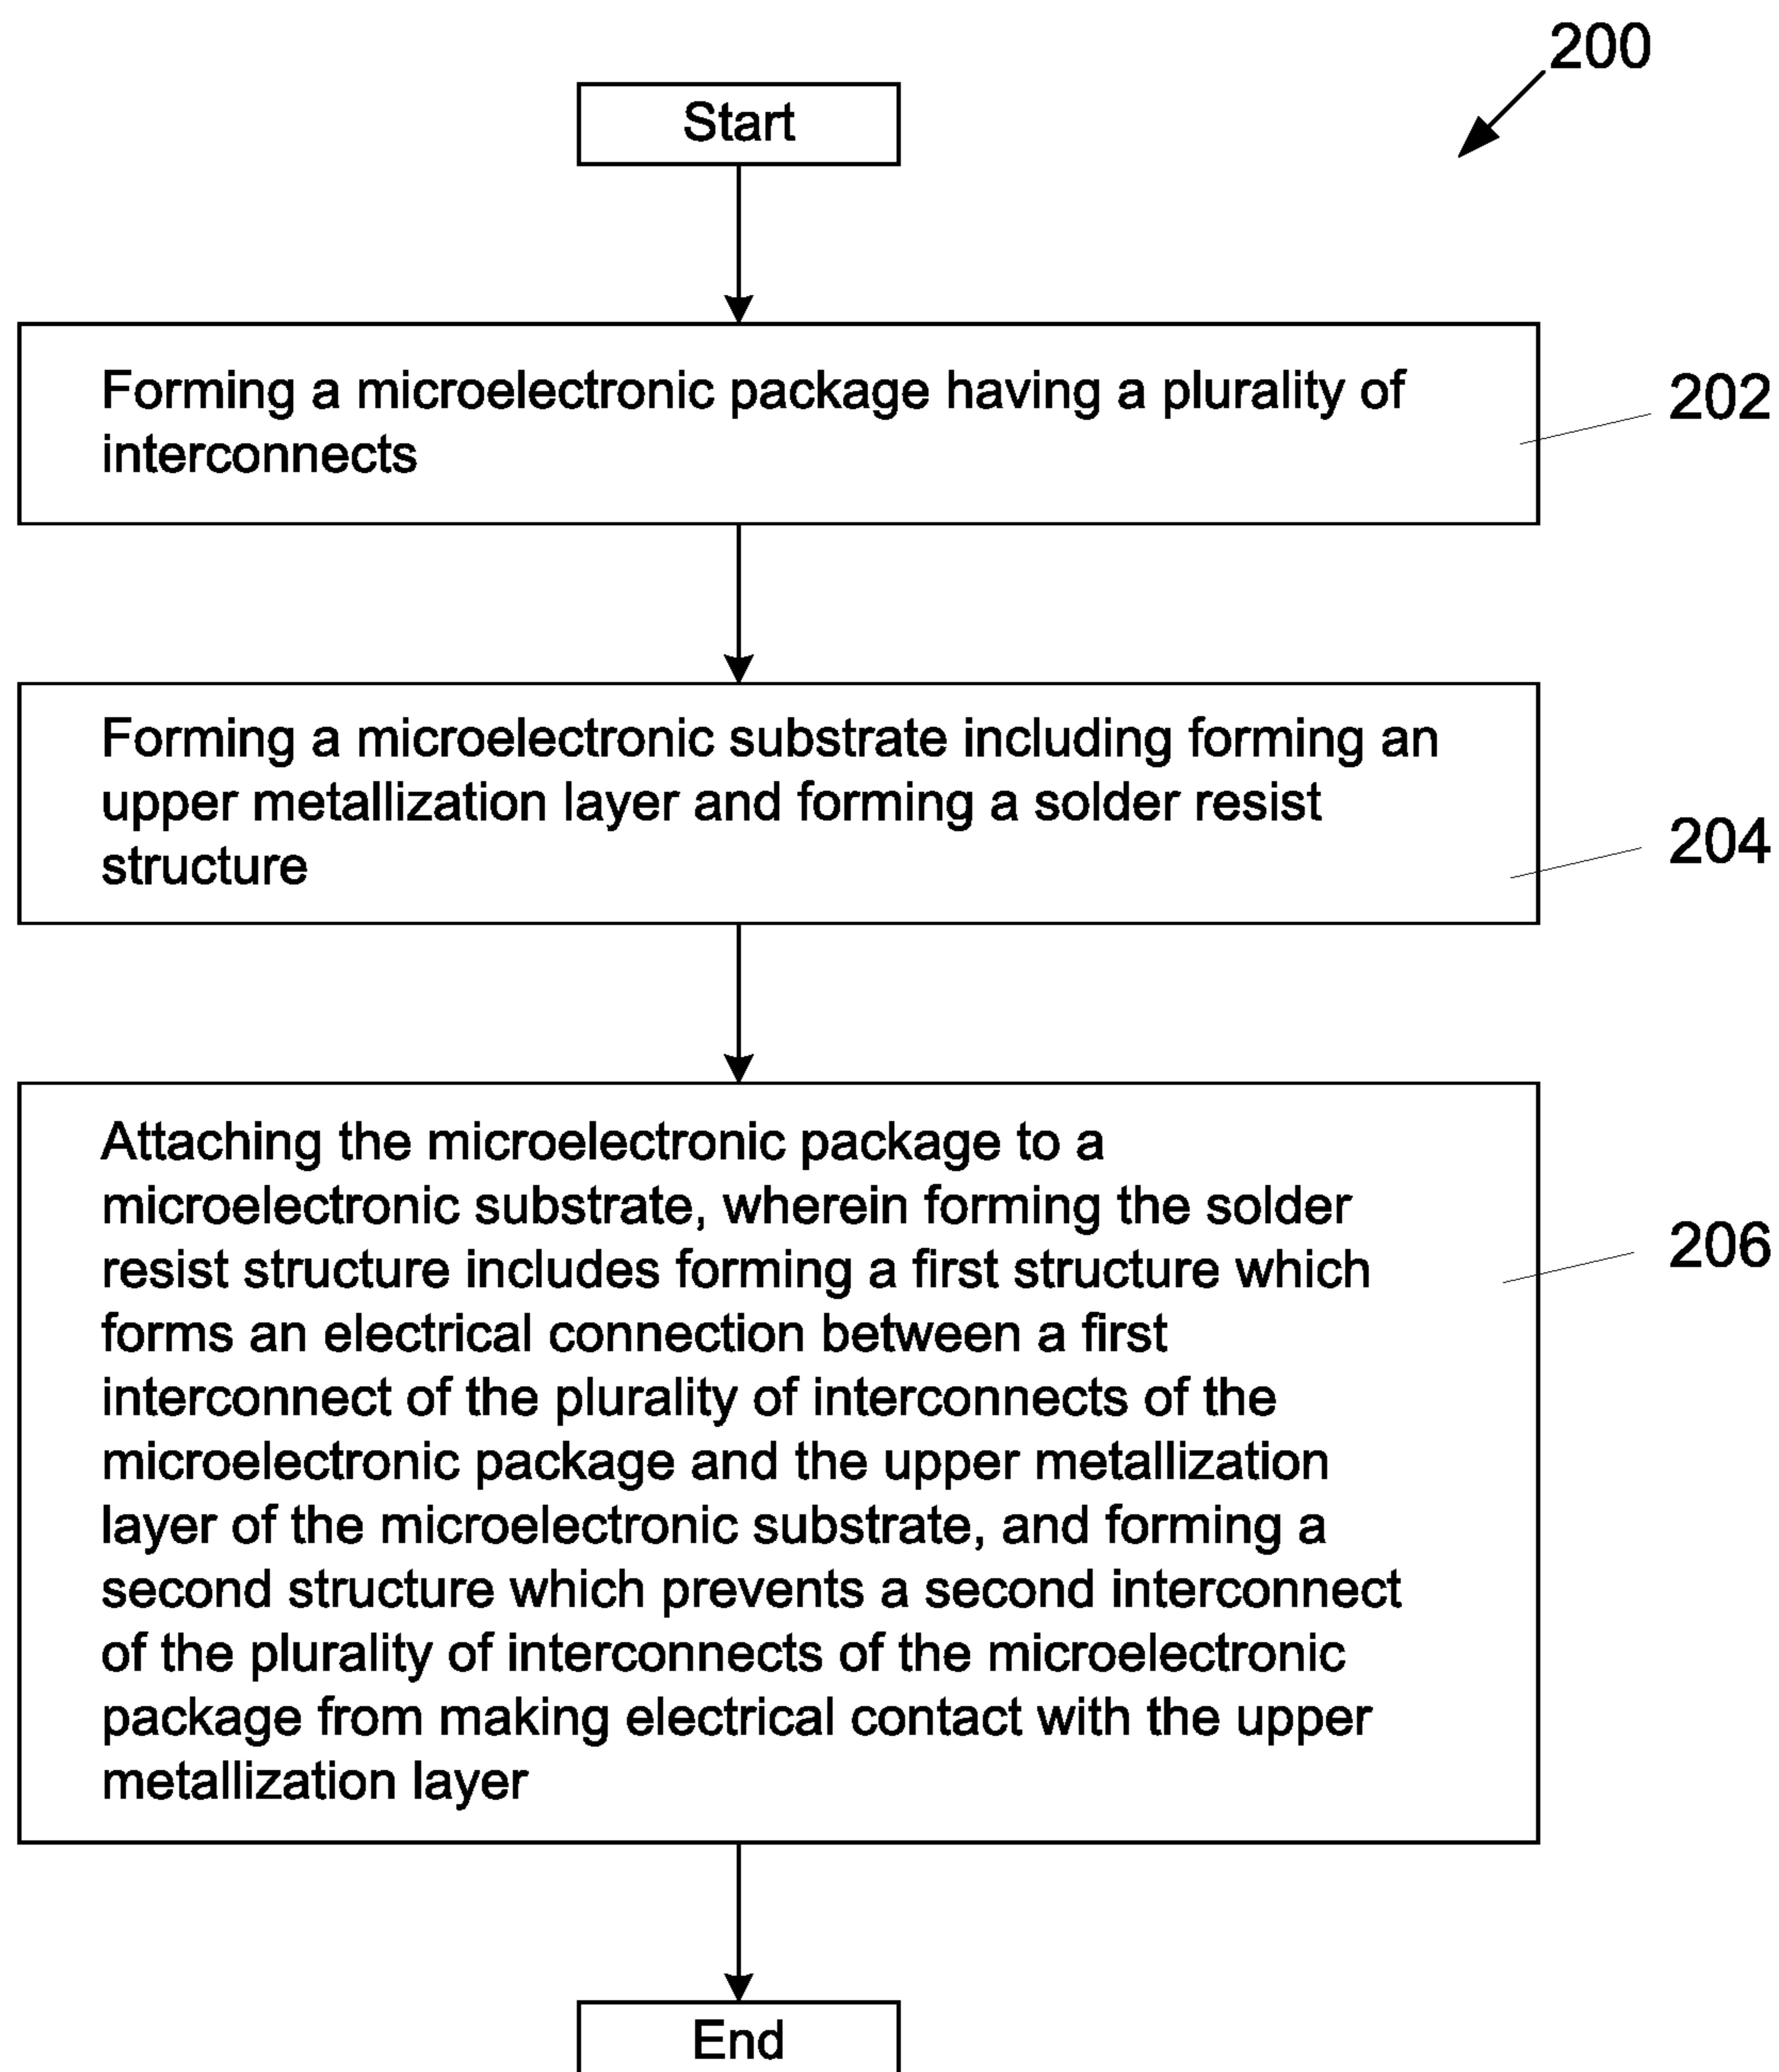 200
Start
Forming a microelectronic package having a plurality of
interconnects
202
Forming a microelectronic substrate including forming an
upper metallization layer and forming a solder resist
structure
204
Attaching the microelectronic package to a
microelectronic substrate, wherein forming the solder
resist structure includes forming a first structure which
forms an electrical connection between a first
interconnect of the plurality of interconnects of the
microelectronic package and the upper metallization
layer of the microelectronic substrate, and forming a
second structure which prevents a second interconnect
of the plurality of interconnects of the microelectronic
package from making electrical contact with the upper
metallization layer
206
End